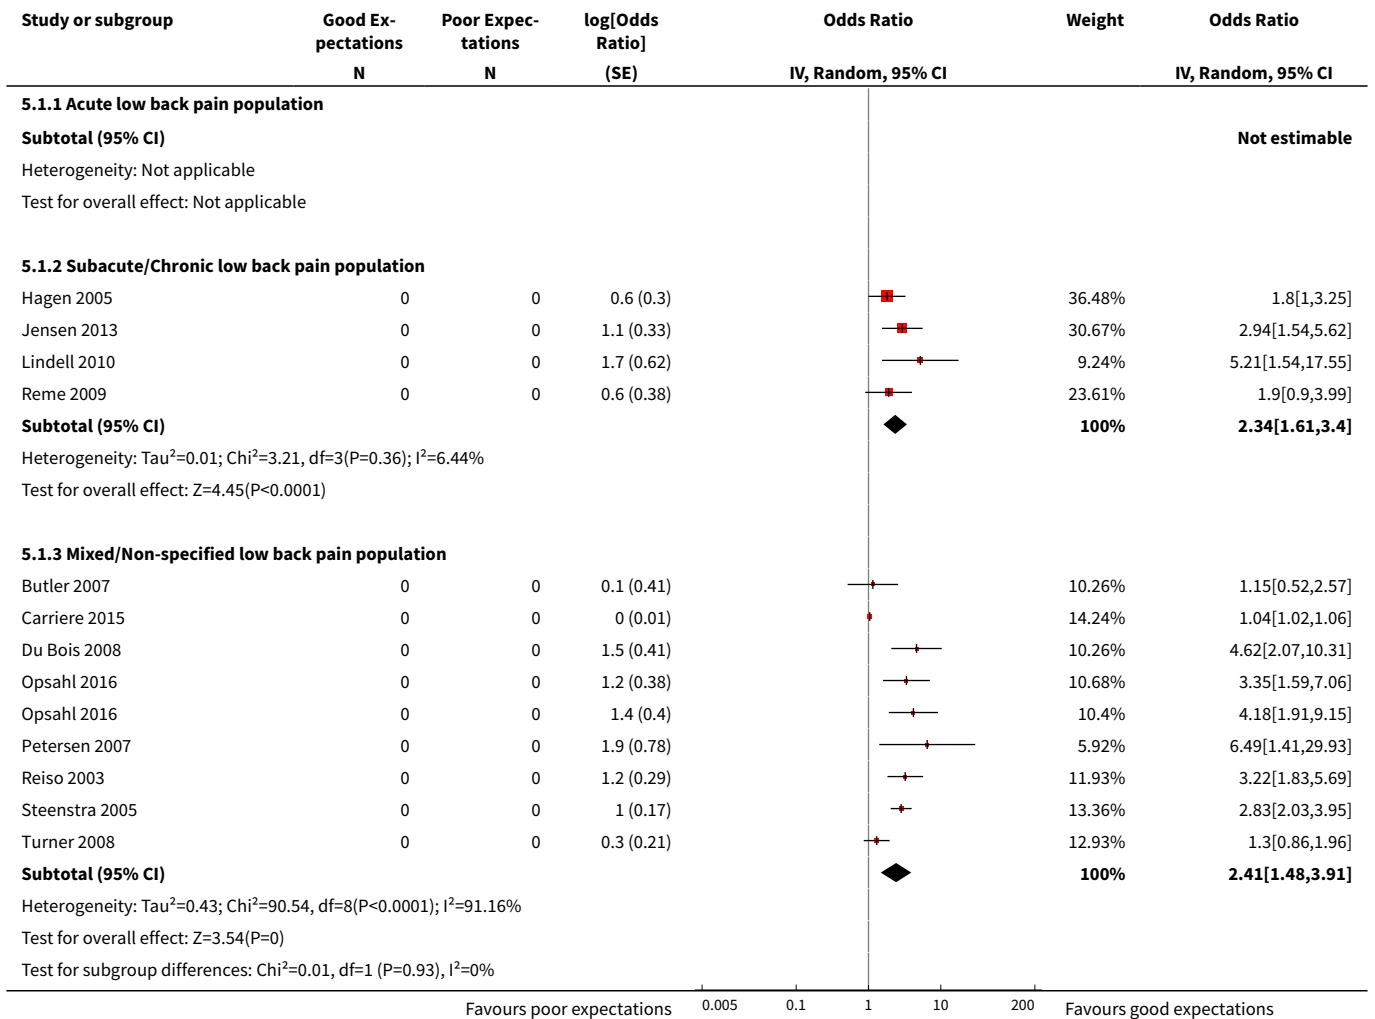 Study or subgroup Good Ex- Poor Expec- log[Odds Odds Ratio Weight Odds Ratio
pectations tations Ratio]
N N (SE) IV, Random, 95% CI IV, Random, 95% CI
5.1.1 Acute low back pain population
Subtotal (95% CI) Not estimable
Heterogeneity: Not applicable
Test for overall effect: Not applicable
5.1.2 Subacute/Chronic low back pain population
Hagen 2005 0 0 0.6 (0.3) 36.48% 1.8[1,3.25]
Jensen 2013 0 0 1.1 (0.33) 30.67% 2.94[1.54,5.62]
Lindell 2010 0 0 1.7 (0.62) 9.24% 5.21[1.54,17.55]
Reme 2009 0 0 0.6 (0.38) 23.61% 1.9[0.9,3.99]
Subtotal (95% CI) 100% 2.34[1.61,3.4]
Heterogeneity: Tau²=0.01; Chi²=3.21, df=3(P=0.36); I²=6.44%
Test for overall effect: Z=4.45(P<0.0001)
5.1.3 Mixed/Non-specified low back pain population
Butler 2007 0 0 0.1 (0.41) 10.26% 1.15[0.52,2.57]
Carriere 2015 0 0 0 (0.01) 14.24% 1.04[1.02,1.06]
Du Bois 2008 0 0 1.5 (0.41) 10.26% 4.62[2.07,10.31]
Opsahl 2016 0 0 1.2 (0.38) 10.68% 3.35[1.59,7.06]
Opsahl 2016 0 0 1.4 (0.4) 10.4% 4.18[1.91,9.15]
Petersen 2007 0 0 1.9 (0.78) 5.92% 6.49[1.41,29.93]
Reiso 2003 0 0 1.2 (0.29) 11.93% 3.22[1.83,5.69]
Steenstra 2005 0 0 1 (0.17) 13.36% 2.83[2.03,3.95]
Turner 2008 0 0 0.3 (0.21) 12.93% 1.3[0.86,1.96]
Subtotal (95% CI) 100% 2.41[1.48,3.91]
Heterogeneity: Tau²=0.43; Chi²=90.54, df=8(P<0.0001); I²=91.16%
Test for overall effect: Z=3.54(P=0)
Test for subgroup differences: Chi²=0.01, df=1 (P=0.93), I²=0%
Favours poor expectations 0.005 0.1 1 10 200 Favours good expectations